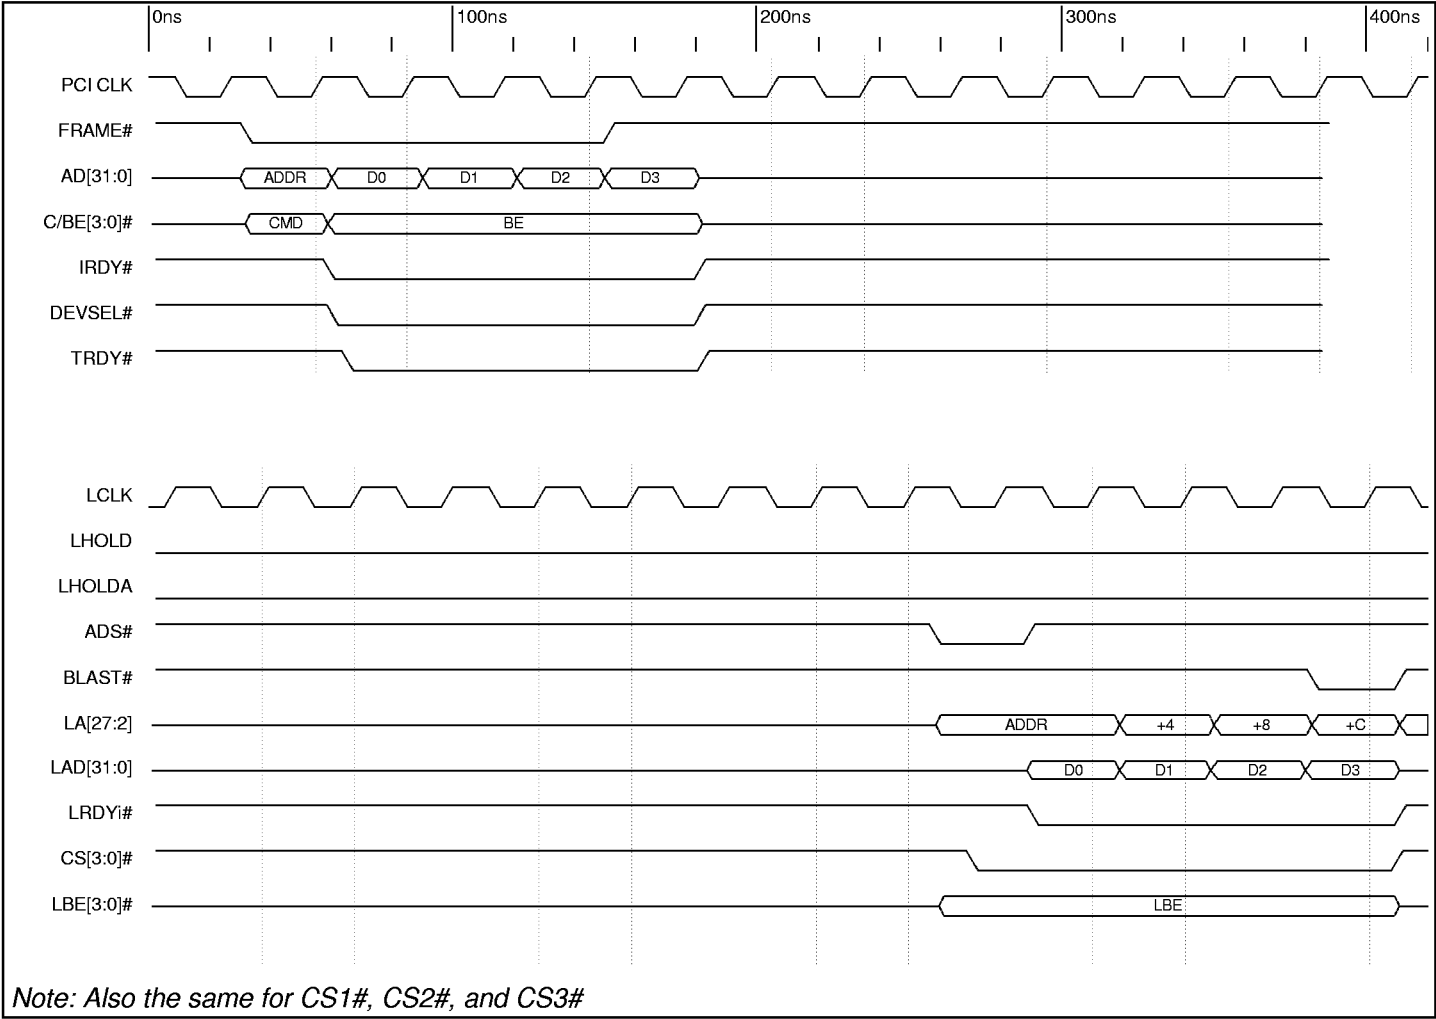 0ns 100ns 200ns 300ns 400ns
PCI CLK
FRAME#
AD[31:0] ADDR D0 D1 D2 D3
C/BE[3:0]# CMD BE
IRDY#
DEVSEL#
TRDY#
LCLK
LHOLD
LHOLDA
ADS#
BLAST#
LA[27:2] ADDR +4 +8 +C
LAD[31:0] D0 D1 D2 D3
LRDYi#
CS[3:0]#
LBE[3:0]# LBE
Note: Also the same for CS1#, CS2#, and CS3#